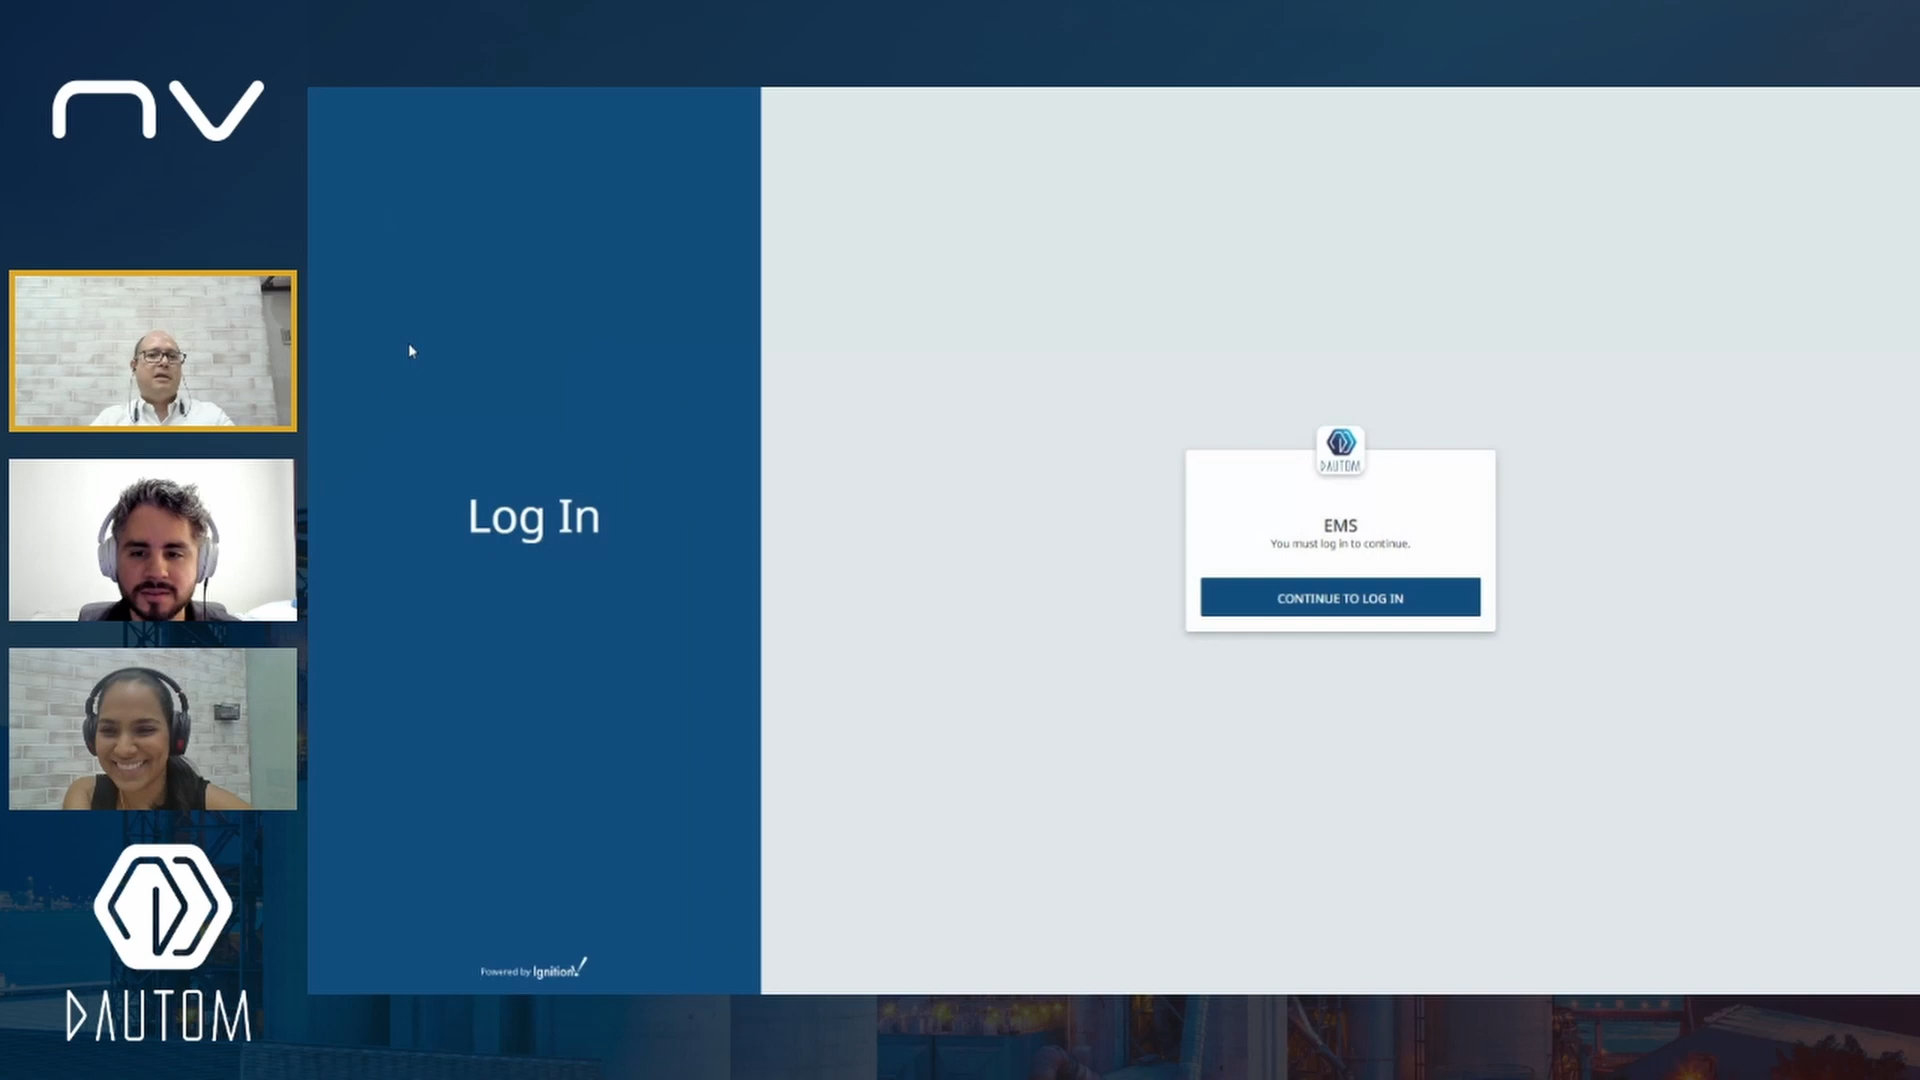 nv
DAUTOM
Log In
Powered by Ignition
DAUTOM
EMS
You must log in to continue.
CONTINUE TO LOG IN